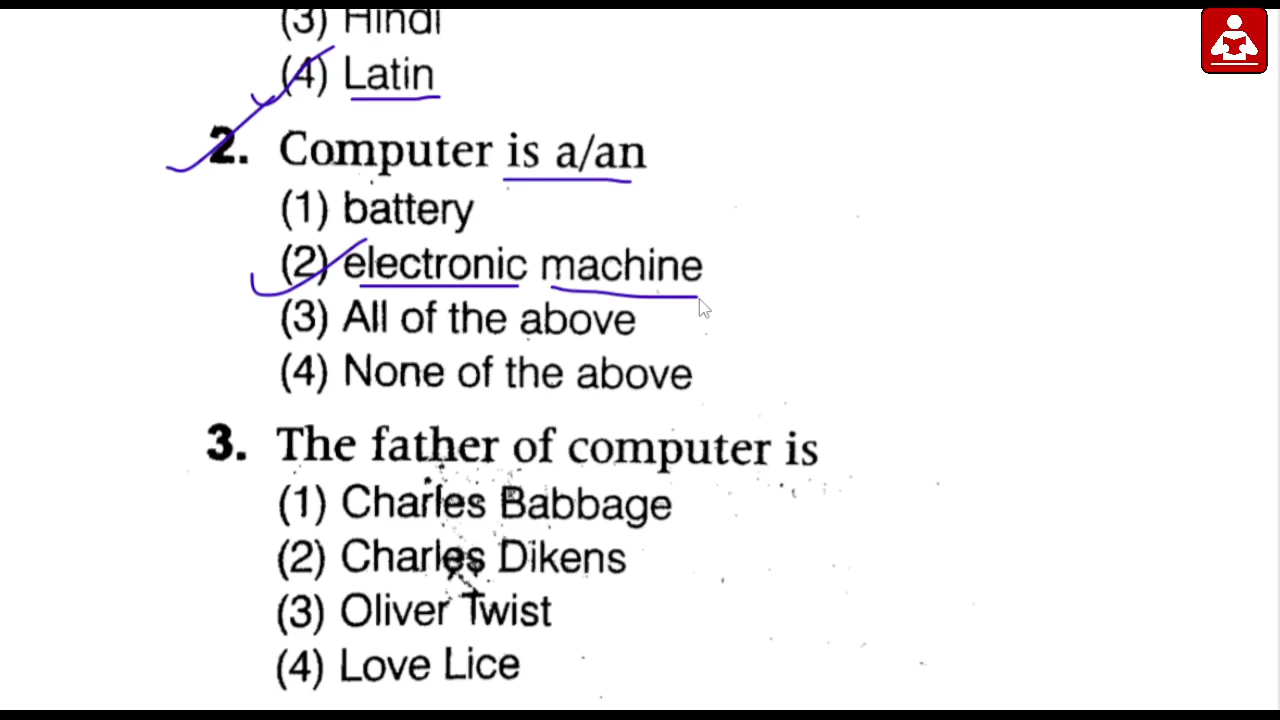 (3) Hindi
(4) Latin
2. Computer is a/an
(1) battery
(2) electronic machine
(3) All of the above
(4) None of the above
3. The father of computer is
(1) Charles Babbage
(2) Charles Dikens
(3) Oliver Twist
(4) Love Lice